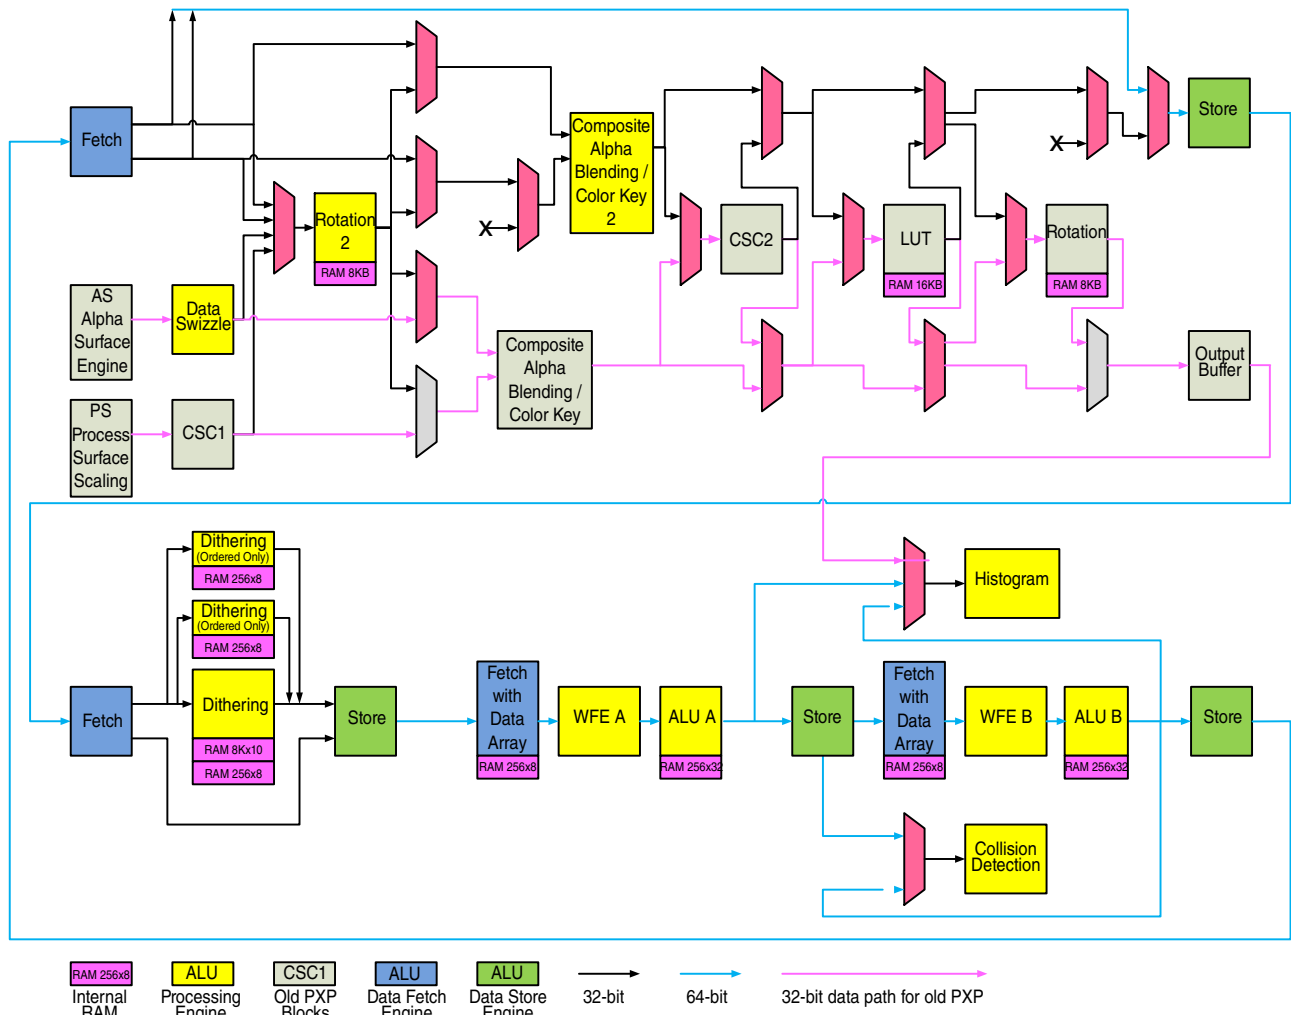 Fetch
AS
Alpha
Surface
Engine
PS
Process
Surface
Scaling
Data
Swizzle
CSC1
Rotation
2
RAM 8KB
X
Composite
Alpha
Blending /
Color Key
2
Composite
Alpha
Blending /
Color Key
CSC2
LUT
RAM 16KB
Rotation
RAM 8KB
X
Store
Output
Buffer
Fetch
Dithering
(Ordered Only)
RAM 256x8
Dithering
(Ordered Only)
RAM 256x8
Dithering
RAM 8Kx10
RAM 256x8
Store
Fetch
with
Data
Array
RAM 256x8
WFE A
ALU A
RAM 256x32
Store
Fetch
with
Data
Array
RAM 256x8
WFE B
ALU B
RAM 256x32
Store
Histogram
Collision
Detection
RAM 256x8
Internal
RAM
ALU
Processing
Engine
CSC1
Old PXP
Blocks
ALU
Data Fetch
Engine
ALU
Data Store
Engine
32-bit
64-bit
32-bit data path for old PXP